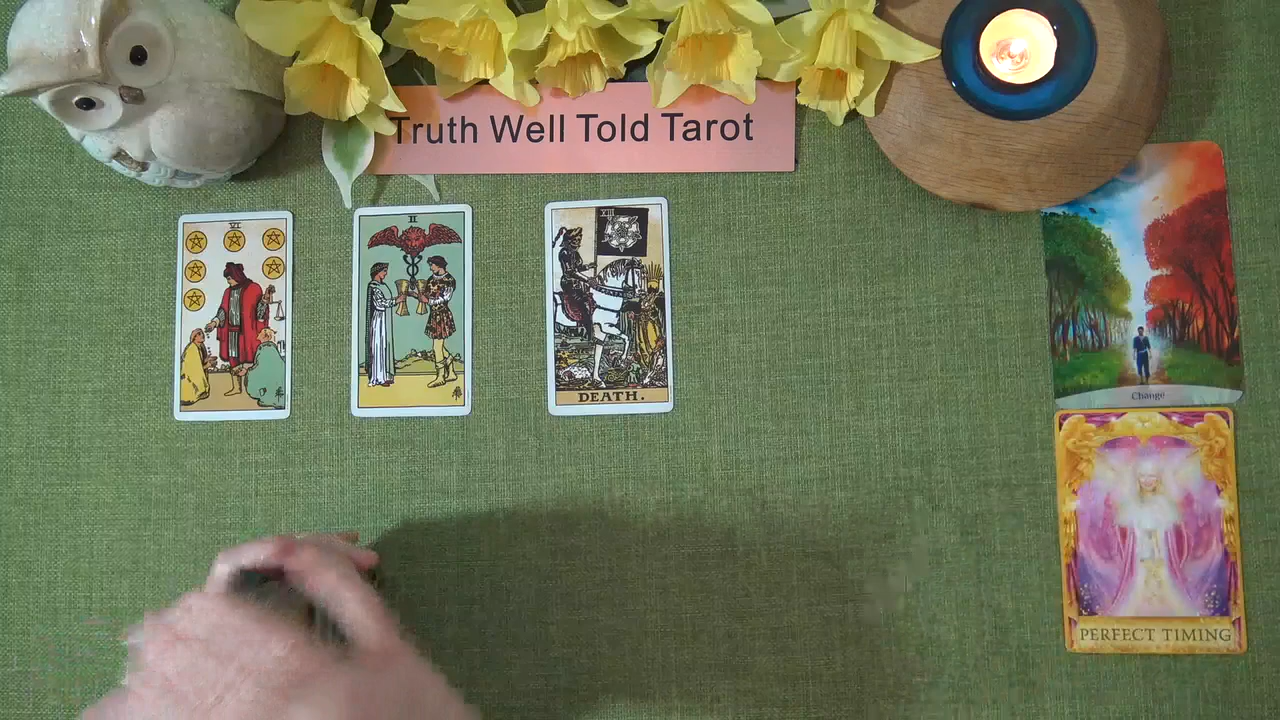 Truth Well Told Tarot
VI
II
XIII
DEATH.
Change
PERFECT TIMING